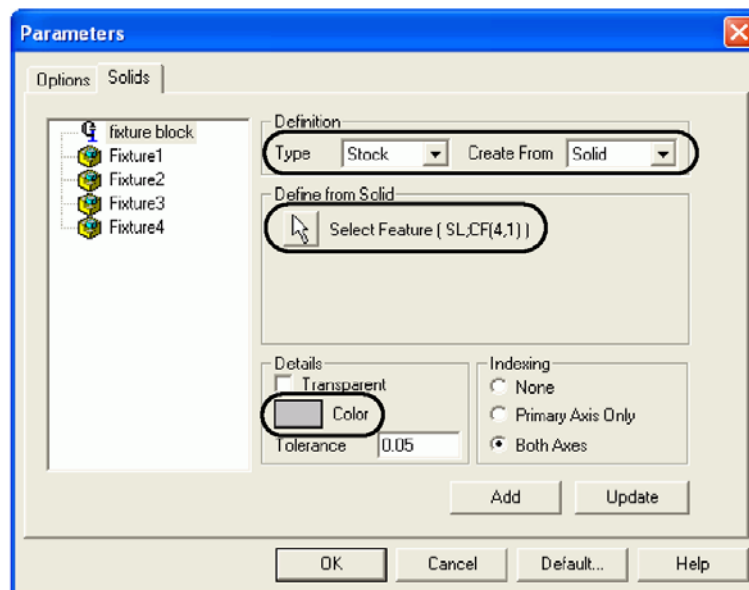 Parameters
Options Solids
fixture block
Fixture1
Fixture2
Fixture3
Fixture4
Definition
Type Stock Create From Solid
Define from Solid
Select Feature ( SL;CF(4,1) )
Details
Transparent
Color
Tolerance 0.05
Indexing
None
Primary Axis Only
Both Axes
Add Update
OK Cancel Default... Help